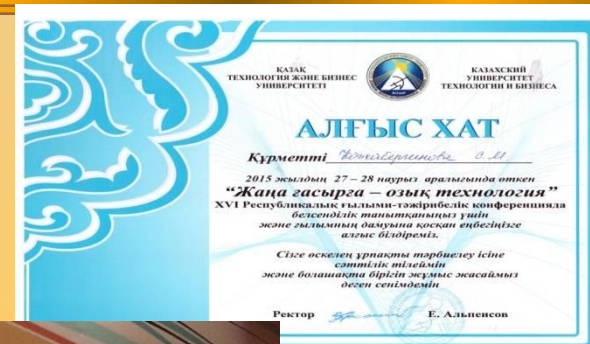 ҚАЗАҚ
ТЕХНОЛОГИЯ ЖӘНЕ БИЗНЕС
УНИВЕРСИТЕТІ
КАЗАХСКИЙ
УНИВЕРСИТЕТ
ТЕХНОЛОГИИ И БИЗНЕСА
АЛҒЫС ХАТ
Құрметті Кожабергенова С.М
2015 жылдың 27 – 28 наурыз аралығында өткен
“Жаңа ғасырға – озық технология”
XVI Республикалық ғылыми-тәжірибелік конференцияда
белсенділік танытқаныңыз үшін
және ғылымның дамуына қосқан еңбегіңізге
алғыс білдіреміз.
Сізге өскелең ұрпақты тәрбиелеу ісіне
сәттілік тілеймін
және болашақта бірігіп жұмыс жасаймыз
деген сенімдемін
Ректор Е. Альпеисов